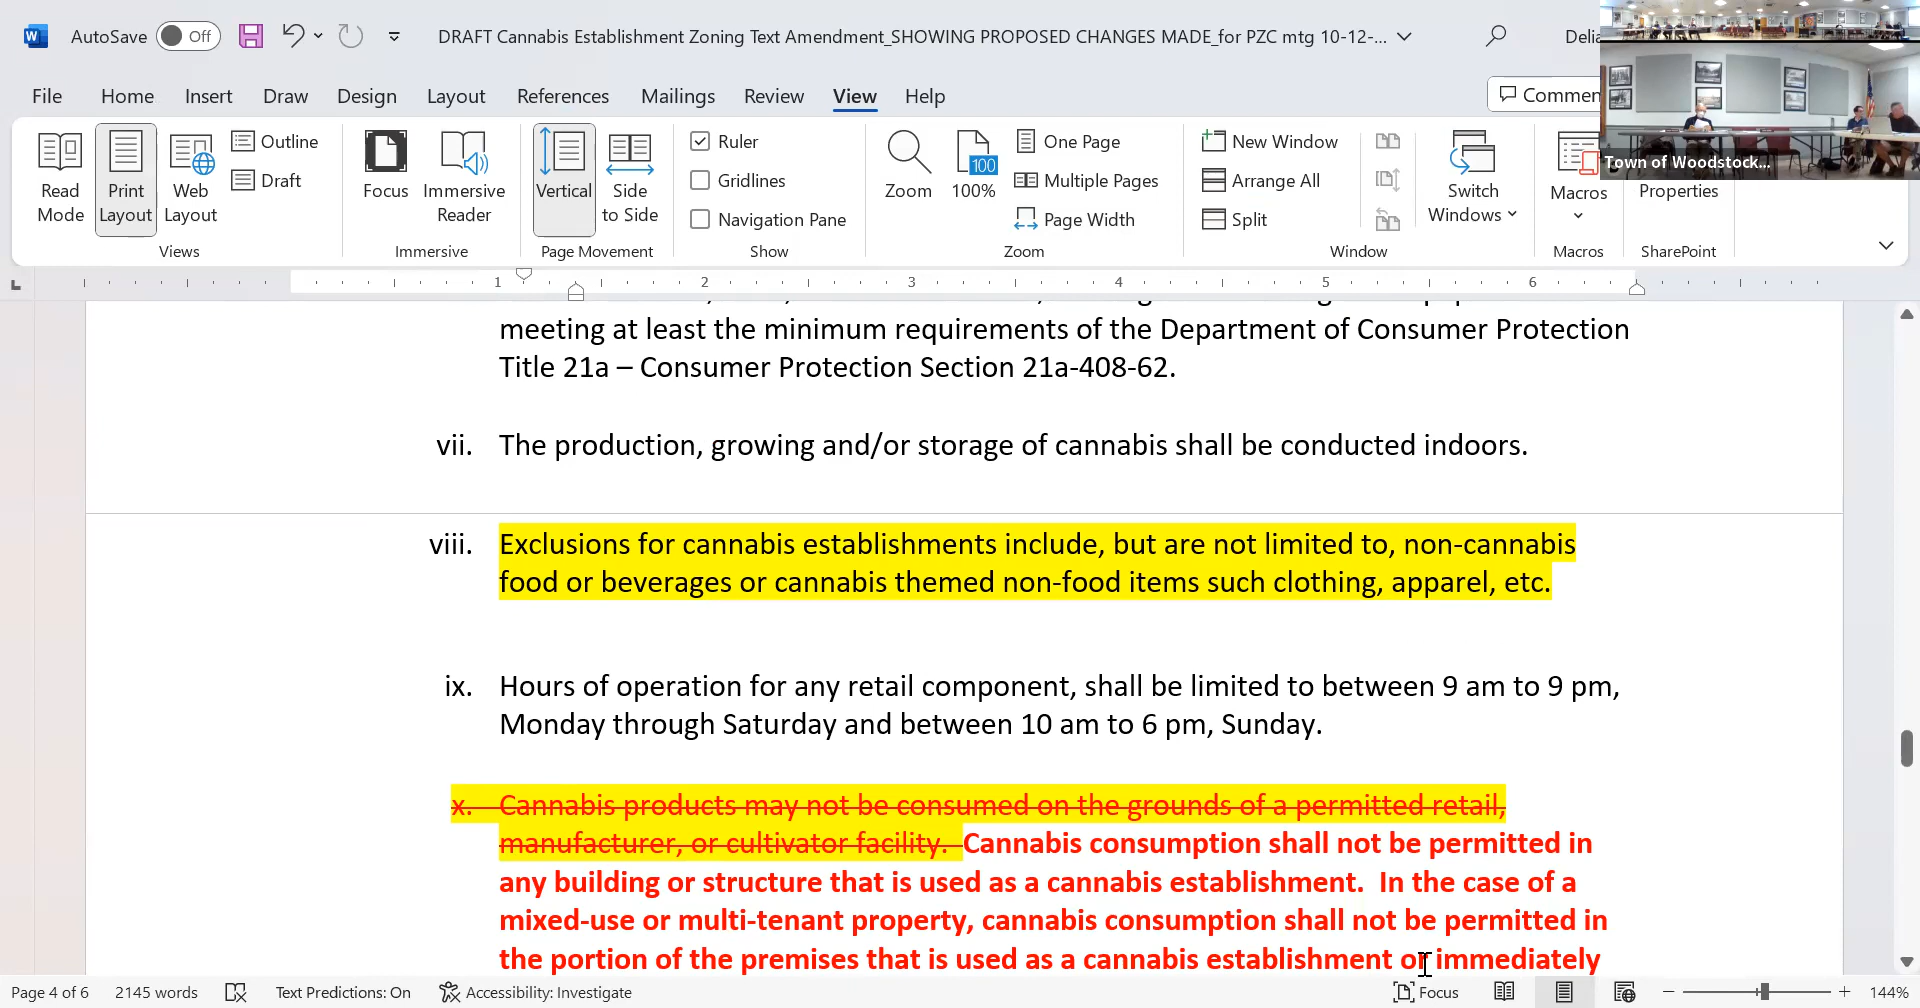 AutoSave Off DRAFT Cannabis Establishment Zoning Text Amendment_SHOWING PROPOSED CHANGES MADE_for PZC mtg 10-12-... Delia
File Home Insert Draw Design Layout References Mailings Review View Help Commen
Read Mode
Print Layout
Web Layout
Outline
Draft
Views
Focus
Immersive Reader
Immersive
Vertical
Side to Side
Page Movement
Ruler
Gridlines
Navigation Pane
Show
Zoom
100
100%
One Page
Multiple Pages
Page Width
Zoom
New Window
Arrange All
Split
Switch Windows
Window
Macros
Macros
Properties
SharePoint
Town of Woodstock...
1 2 3 4 5 6
meeting at least the minimum requirements of the Department of Consumer Protection
Title 21a – Consumer Protection Section 21a-408-62.
vii. The production, growing and/or storage of cannabis shall be conducted indoors.
viii. Exclusions for cannabis establishments include, but are not limited to, non-cannabis
food or beverages or cannabis themed non-food items such clothing, apparel, etc.
ix. Hours of operation for any retail component, shall be limited to between 9 am to 9 pm,
Monday through Saturday and between 10 am to 6 pm, Sunday.
x. Cannabis products may not be consumed on the grounds of a permitted retail,
manufacturer, or cultivator facility. Cannabis consumption shall not be permitted in
any building or structure that is used as a cannabis establishment. In the case of a
mixed-use or multi-tenant property, cannabis consumption shall not be permitted in
the portion of the premises that is used as a cannabis establishment or immediately
Page 4 of 6 2145 words Text Predictions: On Accessibility: Investigate Focus 144%